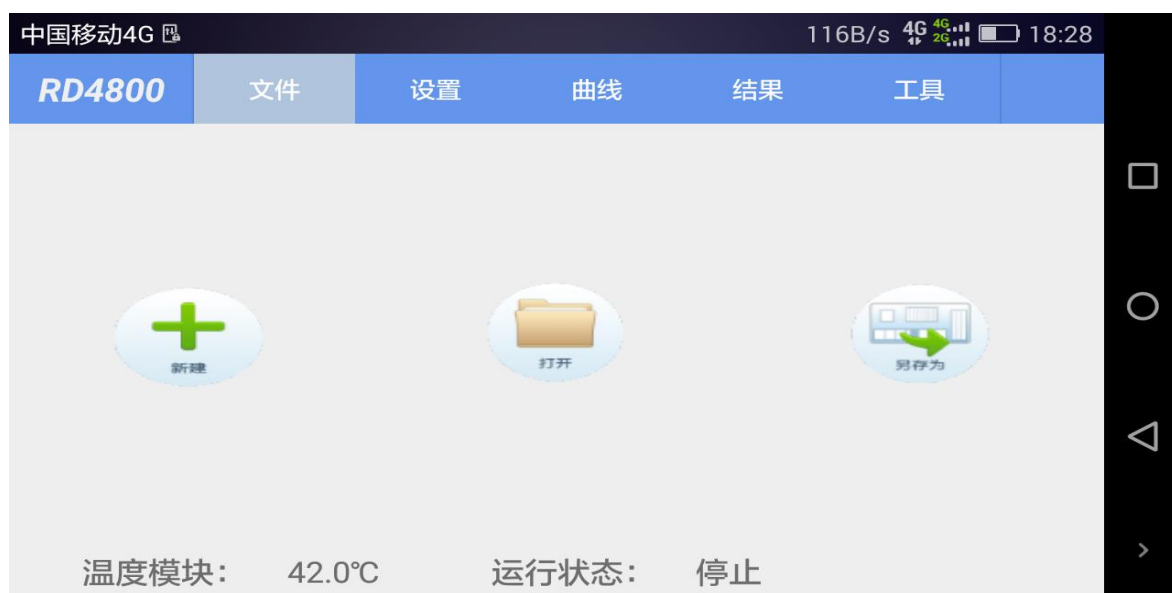 中国移动4G 116B/s 4G 4G 2G 18:28
RD4800 文件 设置 曲线 结果 工具
新建 打开 另存为
温度模块： 42.0℃ 运行状态： 停止